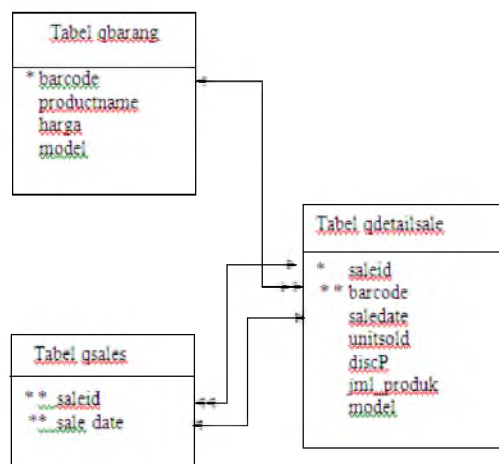 Tabel qbarang
* barcode
productname
harga
model
Tabel qdetailsale
* saleid
* * barcode
saledate
unitsold
discP
jml_produk
model
Tabel qsales
* * saleid
** sale date